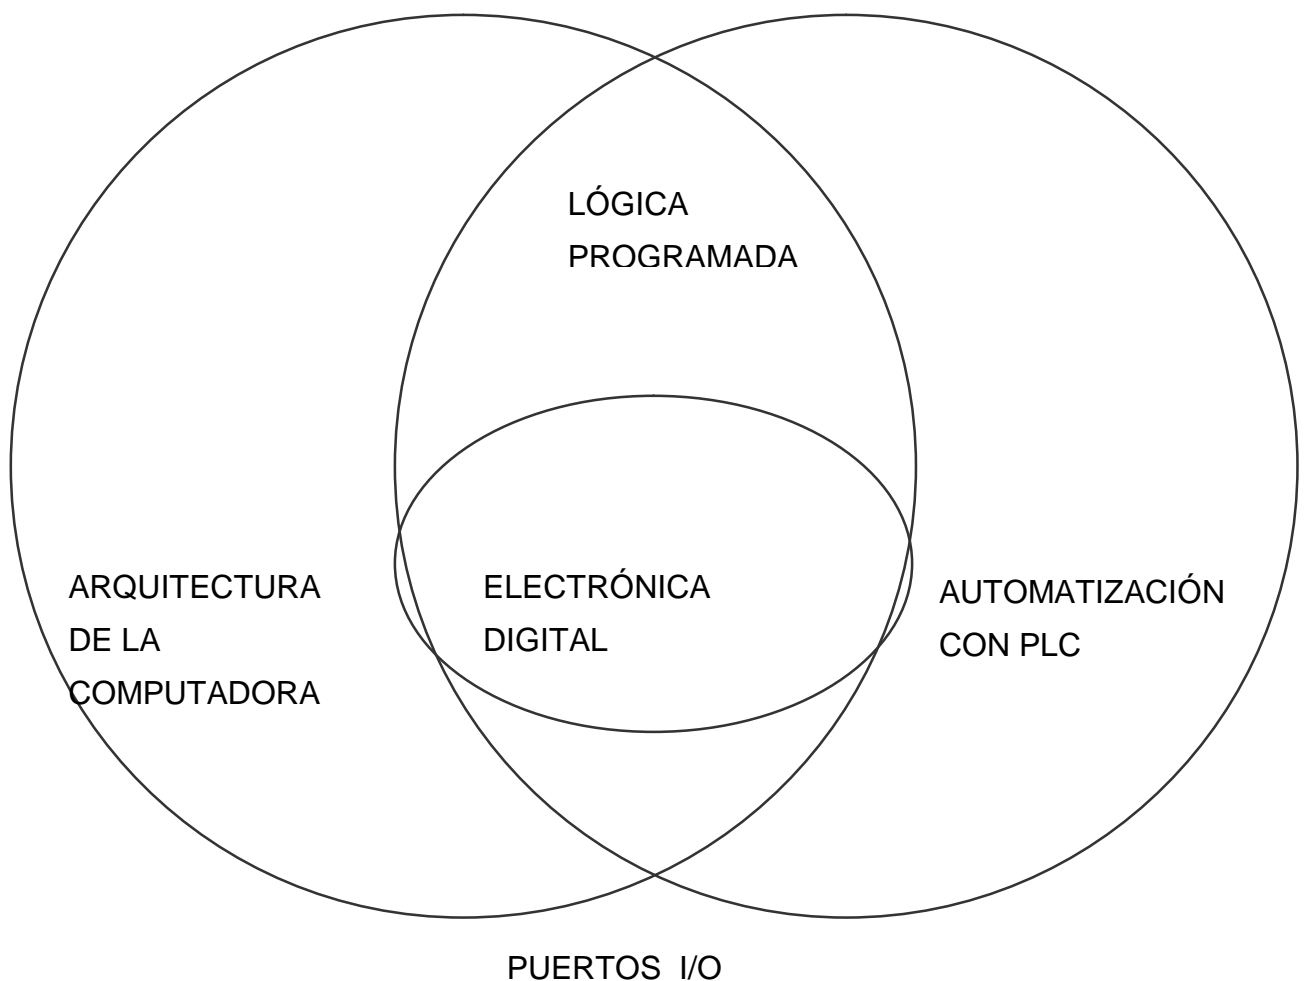 LÓGICA
PROGRAMADA
ARQUITECTURA
DE LA
COMPUTADORA
ELECTRÓNICA
DIGITAL
AUTOMATIZACIÓN
CON PLC
PUERTOS I/O